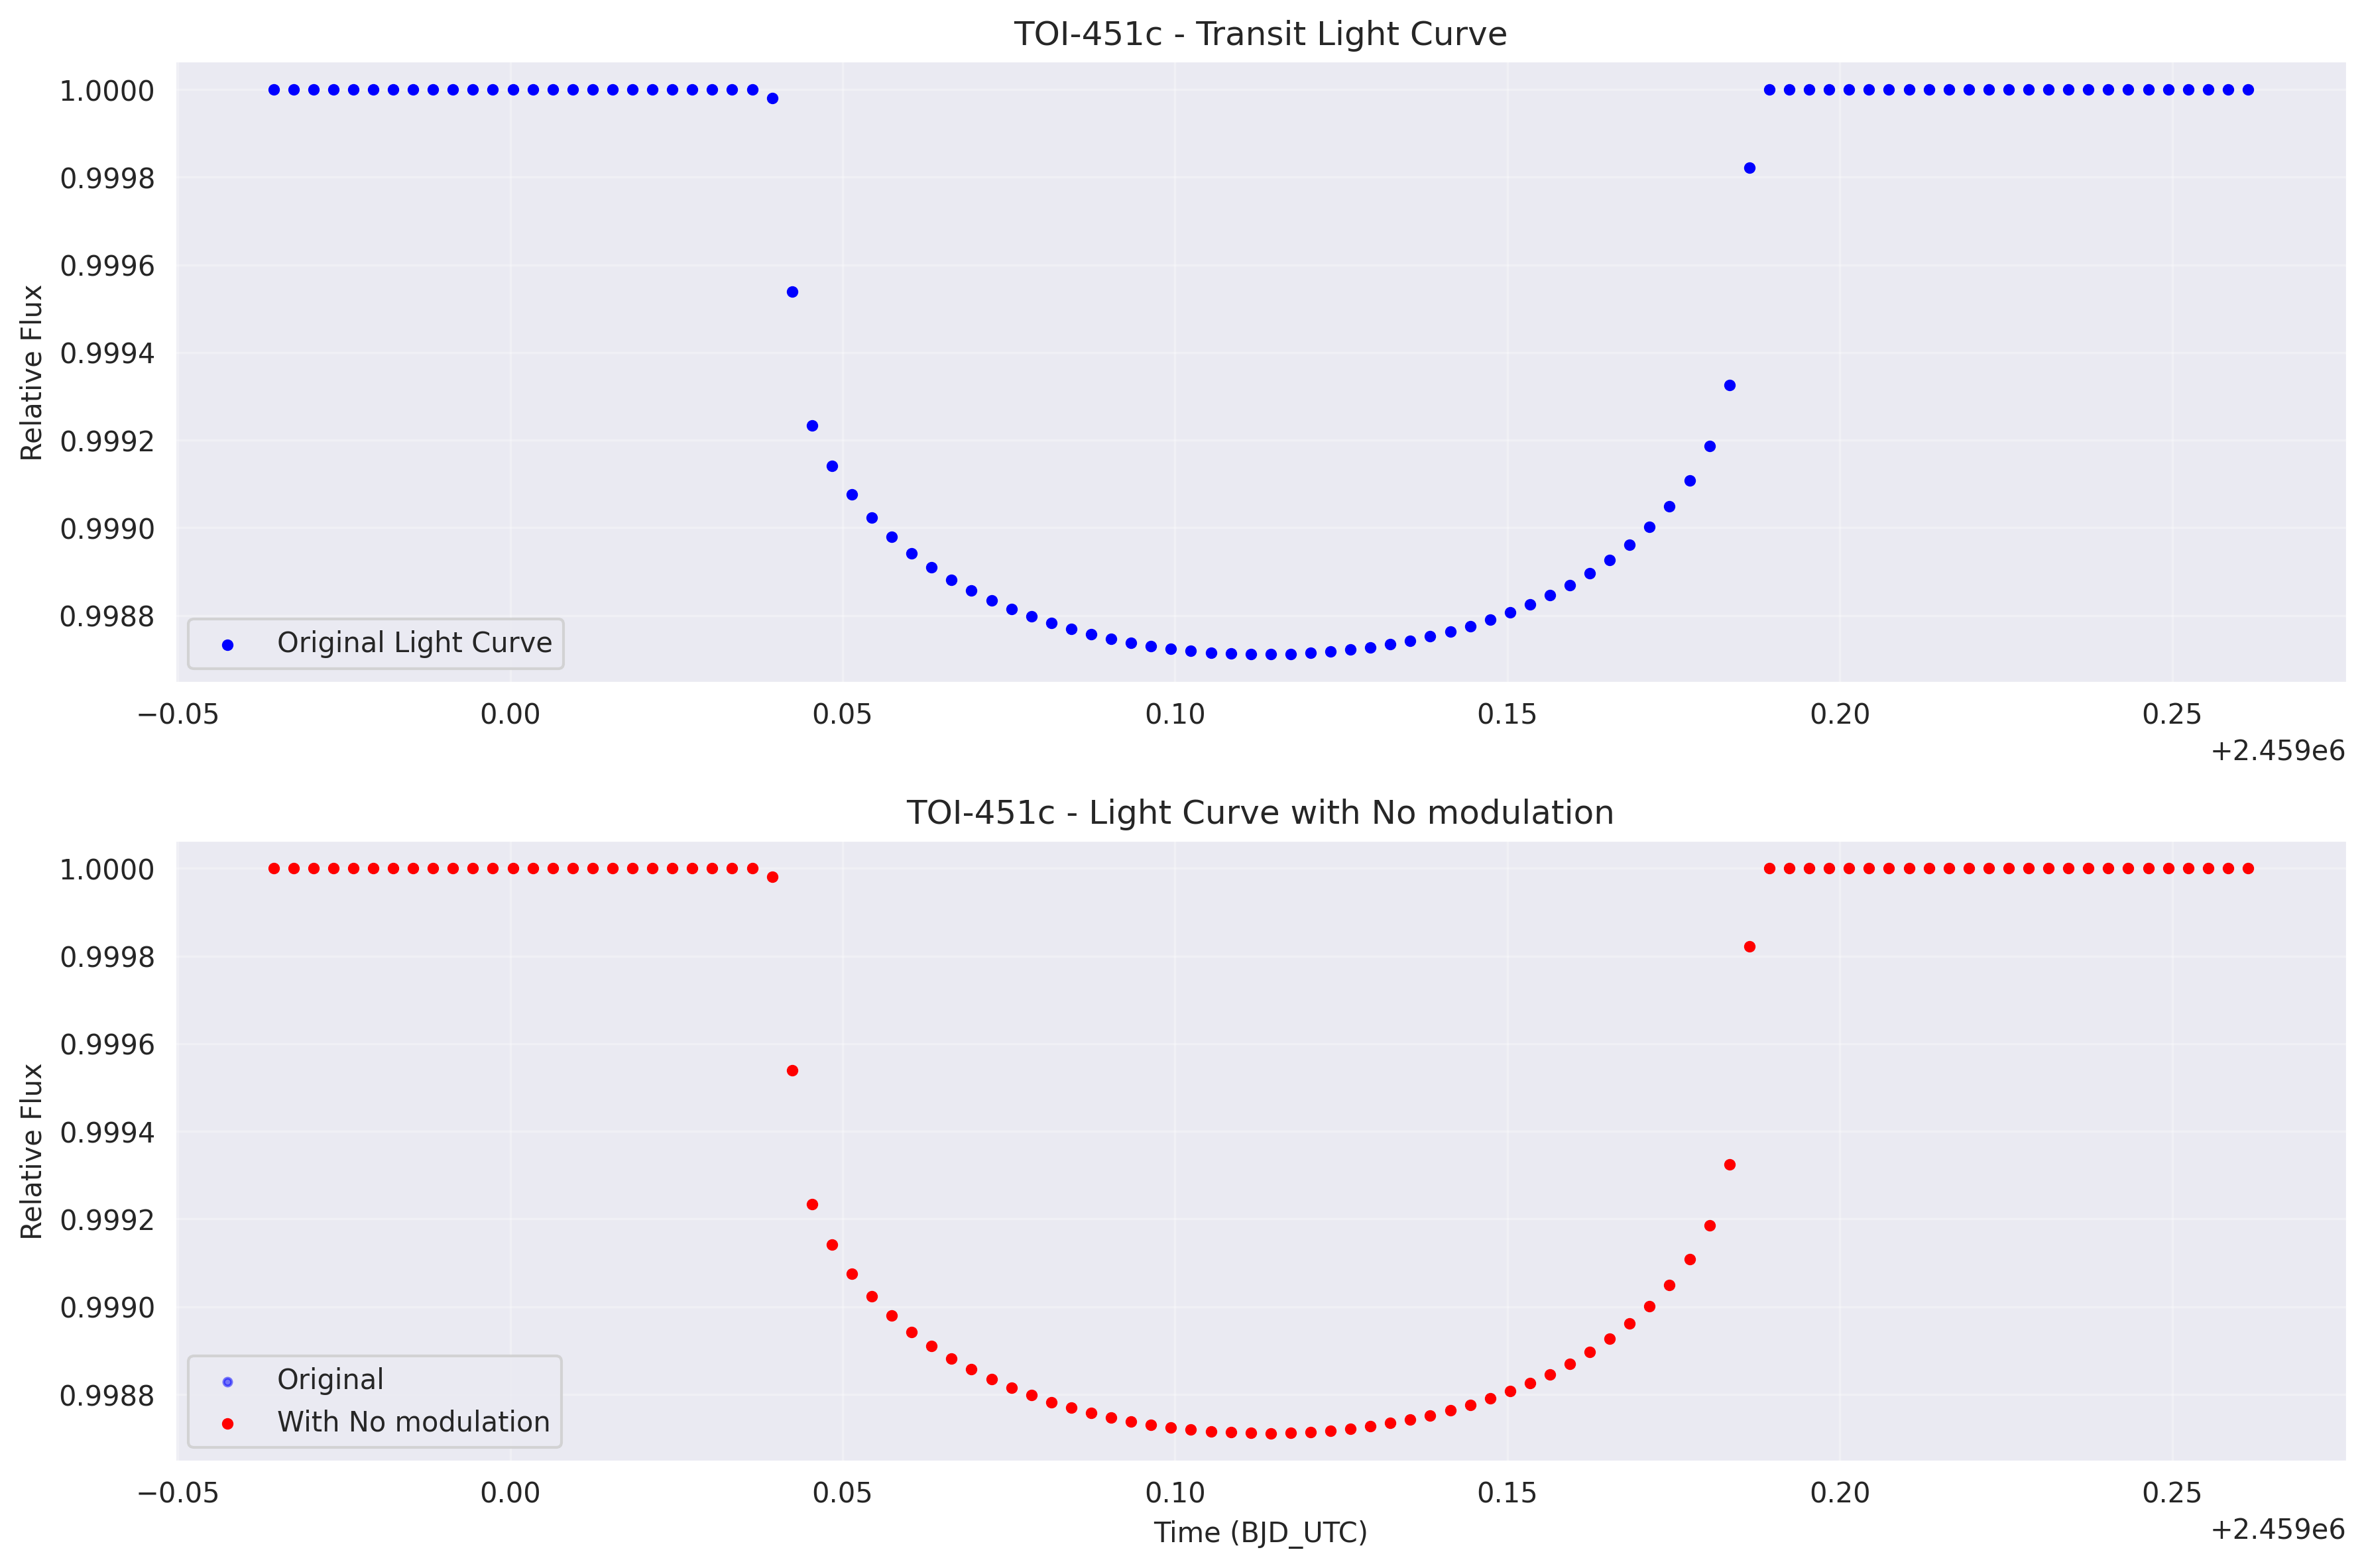 TOI-451c - Transit Light Curve
Relative Flux
1.0000
0.9998
0.9996
0.9994
0.9992
0.9990
0.9988
Original Light Curve
−0.05 0.00 0.05 0.10 0.15 0.20 0.25
+2.459e6
TOI-451c - Light Curve with No modulation
Relative Flux
1.0000
0.9998
0.9996
0.9994
0.9992
0.9990
0.9988
Original
With No modulation
−0.05 0.00 0.05 0.10 0.15 0.20 0.25
Time (BJD_UTC)
+2.459e6